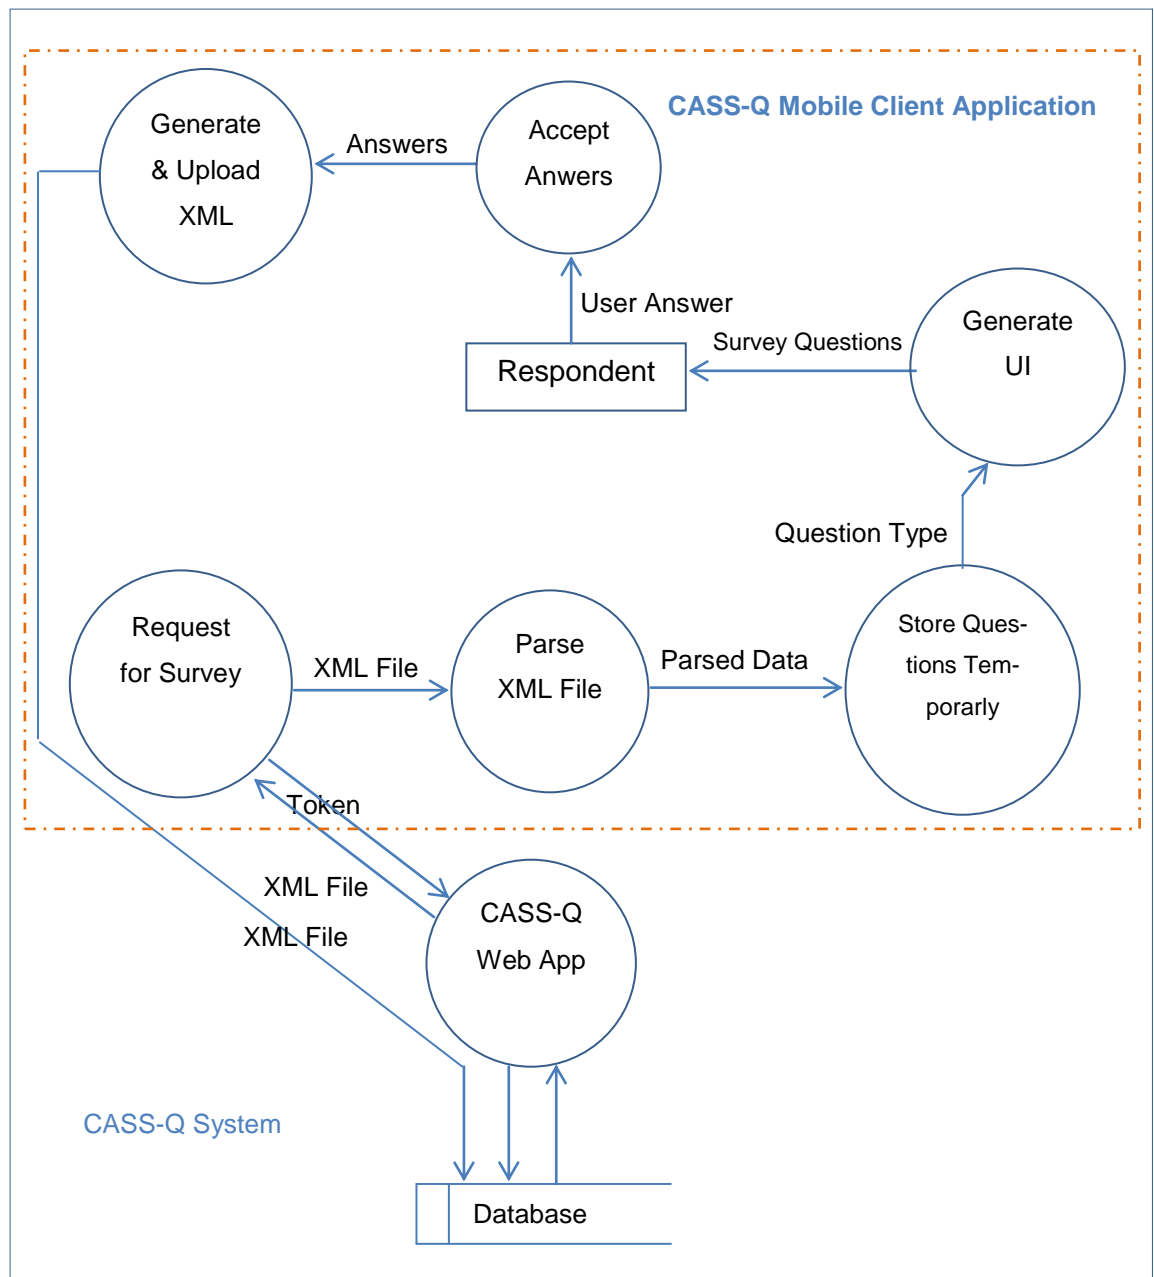 CASS-Q Mobile Client Application
Generate
& Upload
XML
Answers
Accept
Anwers
User Answer
Respondent
Survey Questions
Generate
UI
Question Type
Request
for Survey
XML File
Parse
XML File
Parsed Data
Store Ques-
tions Tem-
porarly
Token
XML File
XML File
CASS-Q
Web App
CASS-Q System
Database